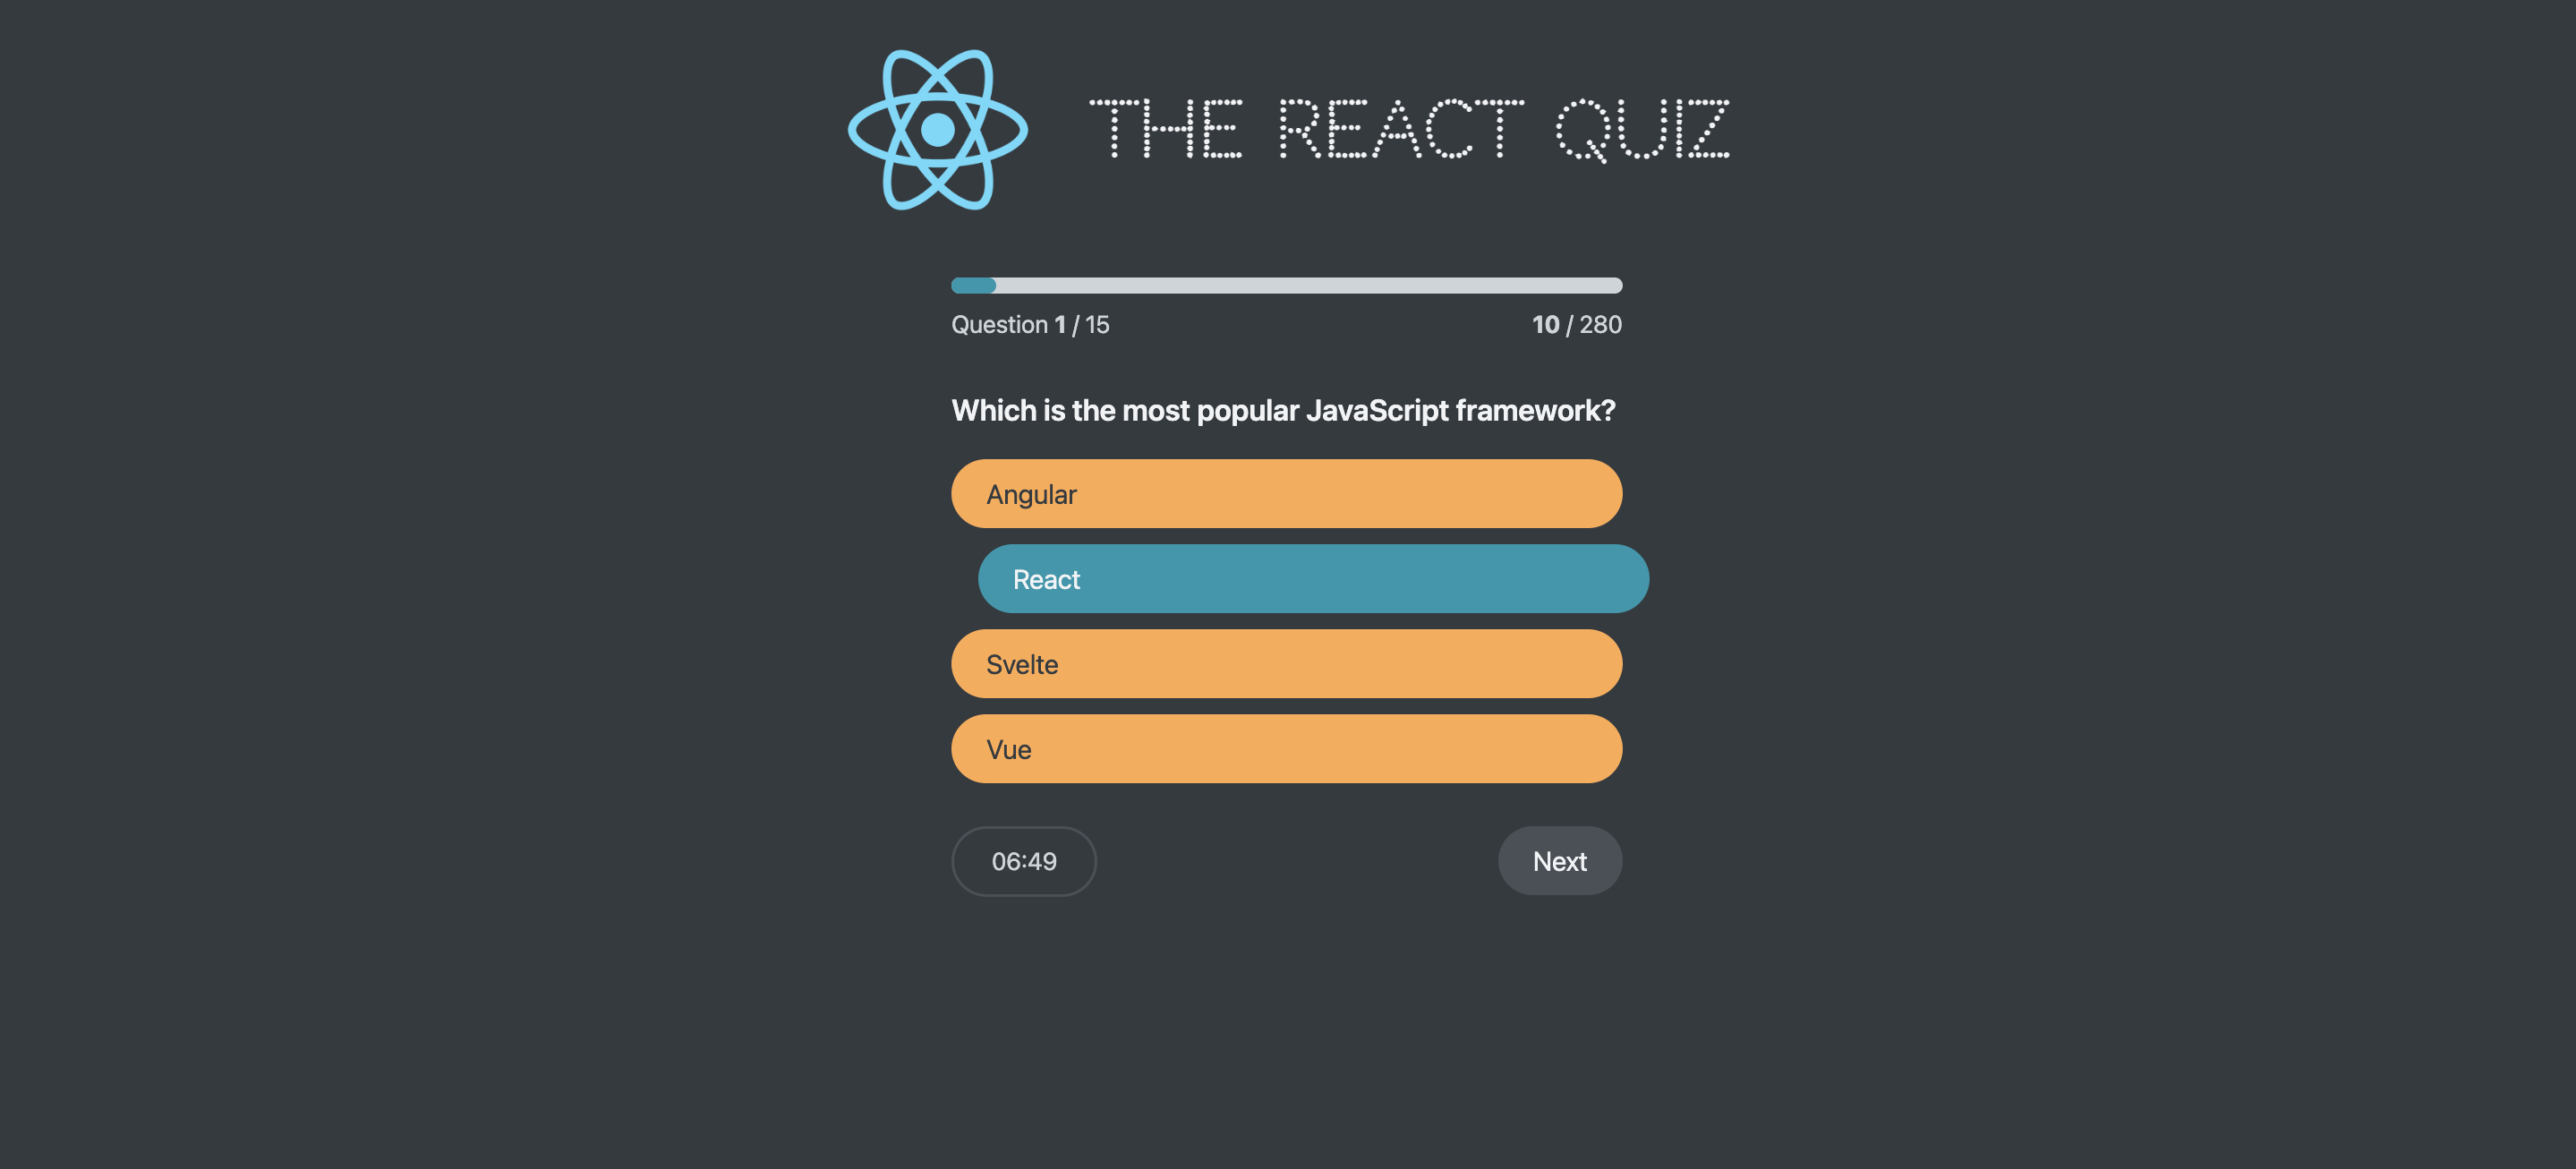 THE REACT QUIZ
Question 1 / 15
10 / 280
Which is the most popular JavaScript framework?
Angular
React
Svelte
Vue
06:49
Next